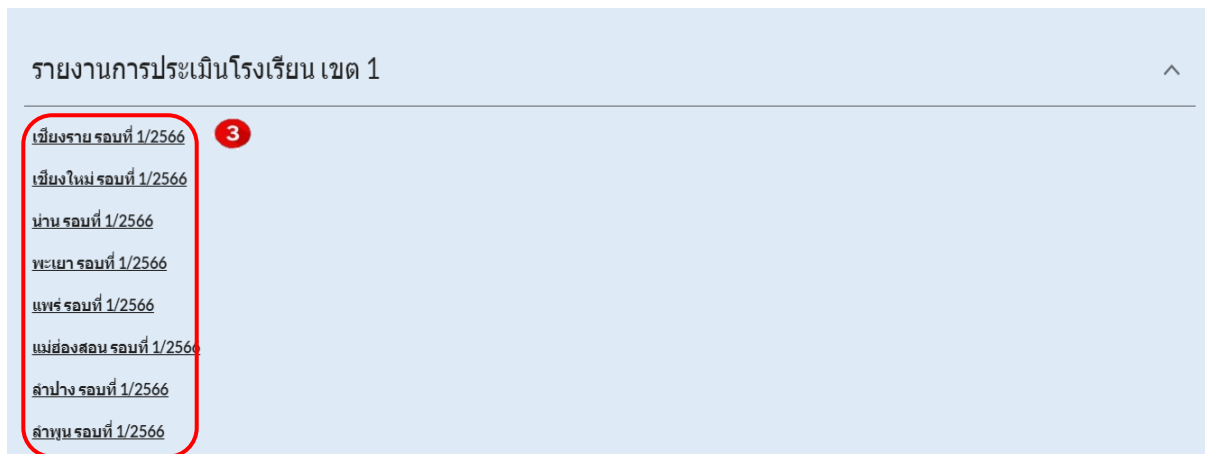 รายงานการประเมินโรงเรียน เขต 1
เชียงราย รอบที่ 1/2566
3
เชียงใหม่ รอบที่ 1/2566
น่าน รอบที่ 1/2566
พะเยา รอบที่ 1/2566
แพร่ รอบที่ 1/2566
แม่ฮ่องสอน รอบที่ 1/2566
ลำปาง รอบที่ 1/2566
ลำพูน รอบที่ 1/2566